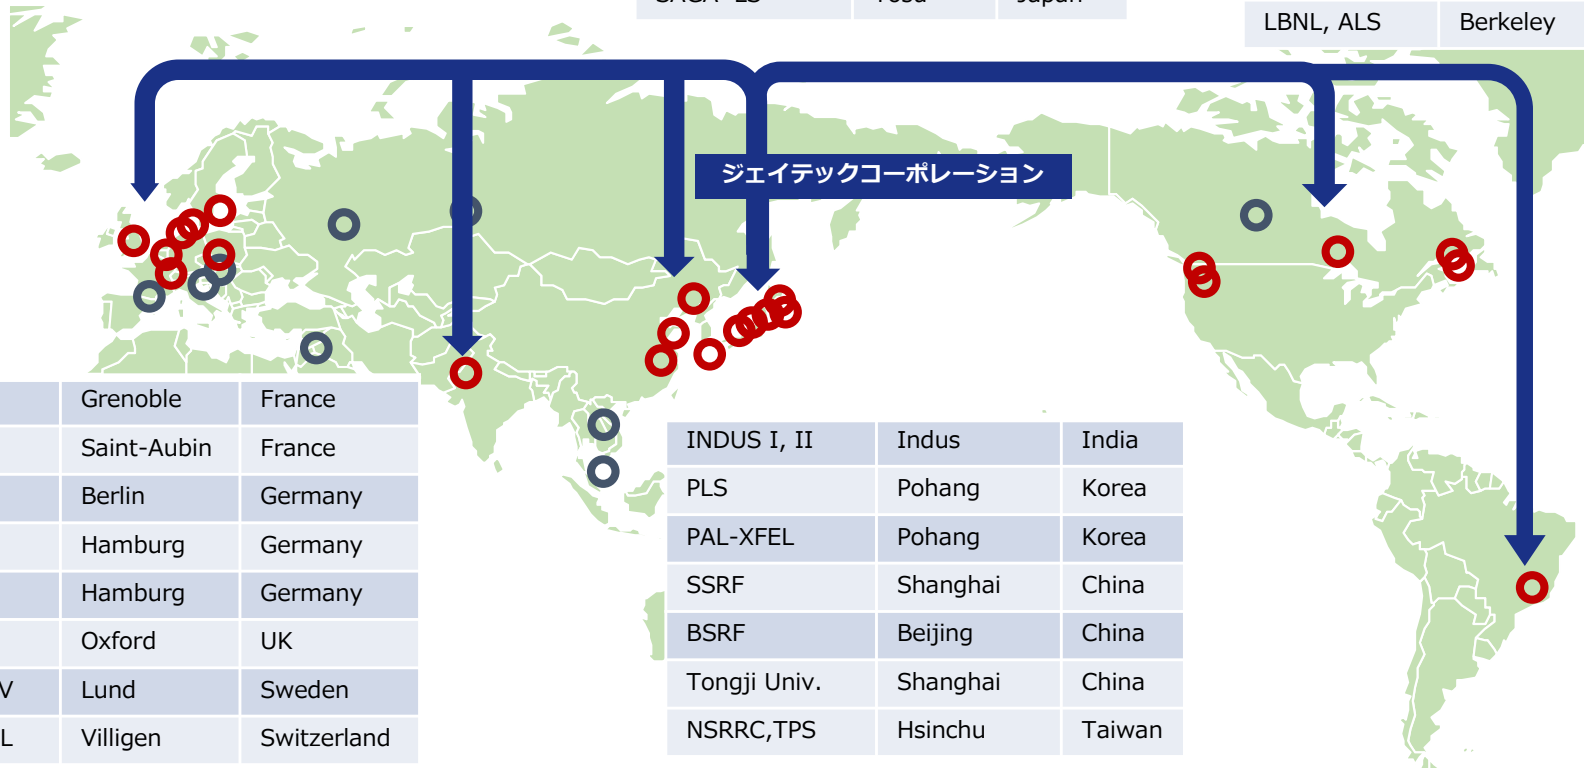 LBNL, ALS Berkeley
ジェイテックコーポレーション
Grenoble France
Saint-Aubin France
Berlin Germany
Hamburg Germany
Hamburg Germany
Oxford UK
V Lund Sweden
L Villigen Switzerland
INDUS I, II Indus India
PLS Pohang Korea
PAL-XFEL Pohang Korea
SSRF Shanghai China
BSRF Beijing China
Tongji Univ. Shanghai China
NSRRC,TPS Hsinchu Taiwan